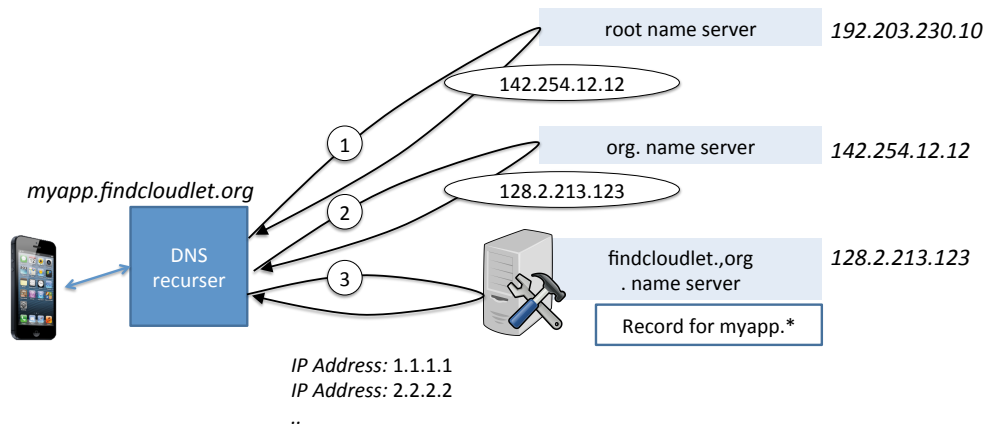 root name server
192.203.230.10
142.254.12.12
1
org. name server
142.254.12.12
128.2.213.123
myapp.findcloudlet.org
2
DNS
recurser
3
findcloudlet.,org
. name server
128.2.213.123
Record for myapp.*
IP Address: 1.1.1.1
IP Address: 2.2.2.2
..